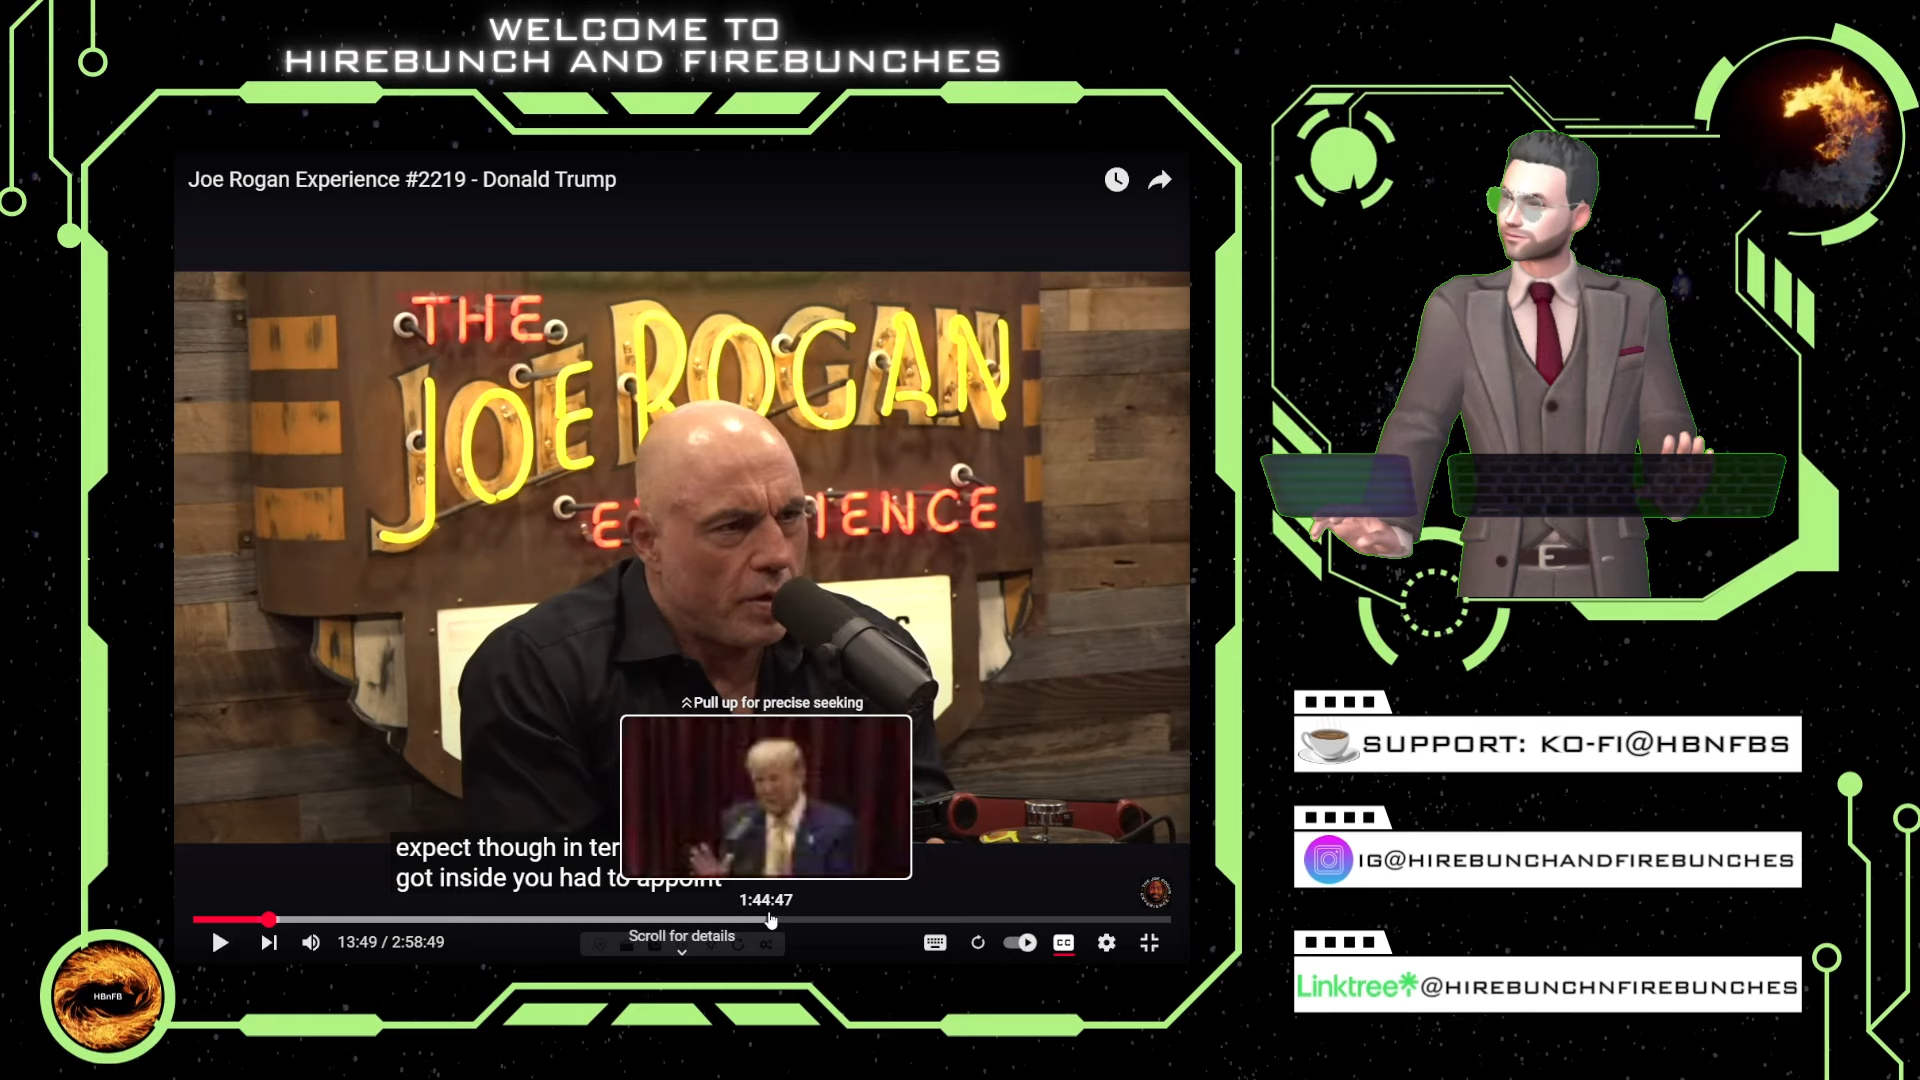 WELCOME TO
HIREBUNCH AND FIREBUNCHES
Joe Rogan Experience #2219 - Donald Trump
THE
JOE ROGAN
E IENCE
Pull up for precise seeking
expect though in ter
got inside you had to appoint
1:44:47
13:49 / 2:58:49
Scroll for details
CC
HBnFB
SUPPORT: KO-FI@HBNFBS
IG@HIREBUNCHANDFIREBUNCHES
Linktree*@HIREBUNCHNFIREBUNCHES